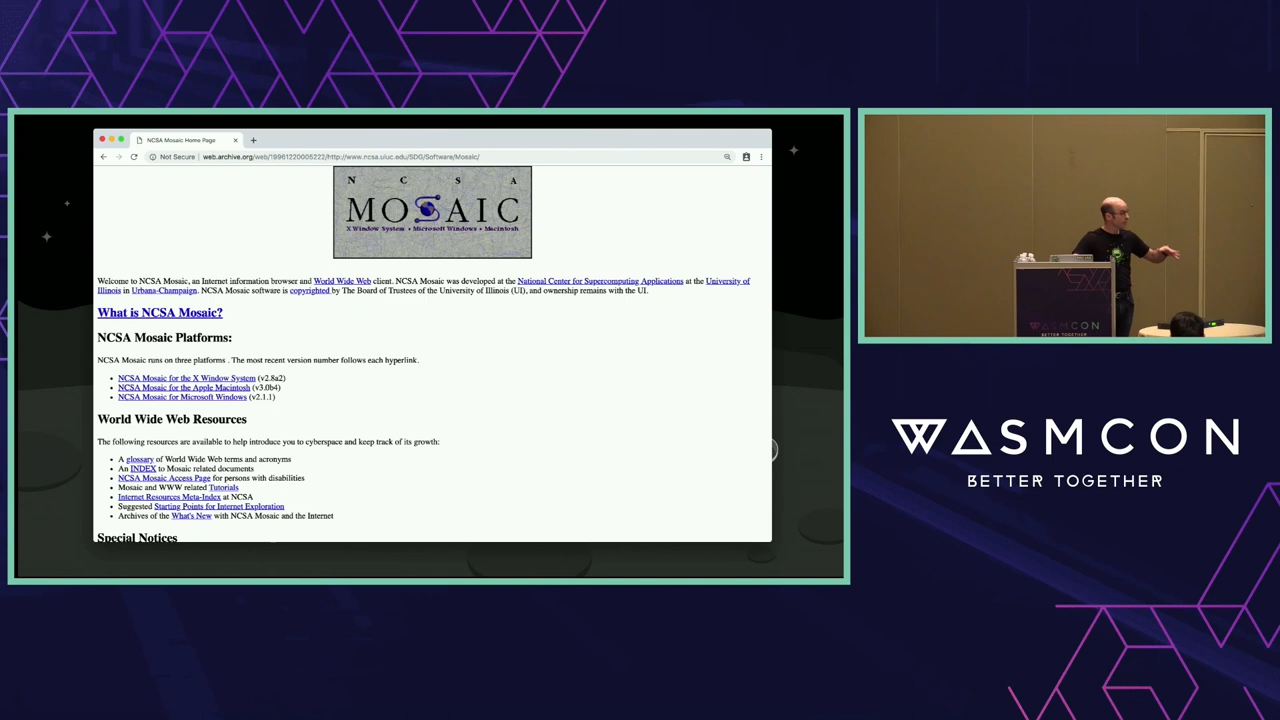 NCSA Mosaic Home Page
Not Secure | web.archive.org/web/19961220005222/http://www.ncsa.uiuc.edu/SDG/Software/Mosaic/
N C S A
MOSAIC
X Window System • Microsoft Windows • Macintosh
Welcome to NCSA Mosaic, an Internet information browser and World Wide Web client. NCSA Mosaic was developed at the National Center for Supercomputing Applications at the University of
Illinois in Urbana-Champaign. NCSA Mosaic software is copyrighted by The Board of Trustees of the University of Illinois (UI), and ownership remains with the UI.
What is NCSA Mosaic?
NCSA Mosaic Platforms:
NCSA Mosaic runs on three platforms . The most recent version number follows each hyperlink.
• NCSA Mosaic for the X Window System (v2.8a2)
• NCSA Mosaic for the Apple Macintosh (v3.0b4)
• NCSA Mosaic for Microsoft Windows (v2.1.1)
World Wide Web Resources
The following resources are available to help introduce you to cyberspace and keep track of its growth:
• A glossary of World Wide Web terms and acronyms
• An INDEX to Mosaic related documents
• NCSA Mosaic Access Page for persons with disabilities
• Mosaic and WWW related Tutorials
• Internet Resources Meta-Index at NCSA
• Suggested Starting Points for Internet Exploration
• Archives of the What's New with NCSA Mosaic and the Internet
Special Notices
WASMCON
BETTER TOGETHER
WASMCON
BETTER TOGETHER